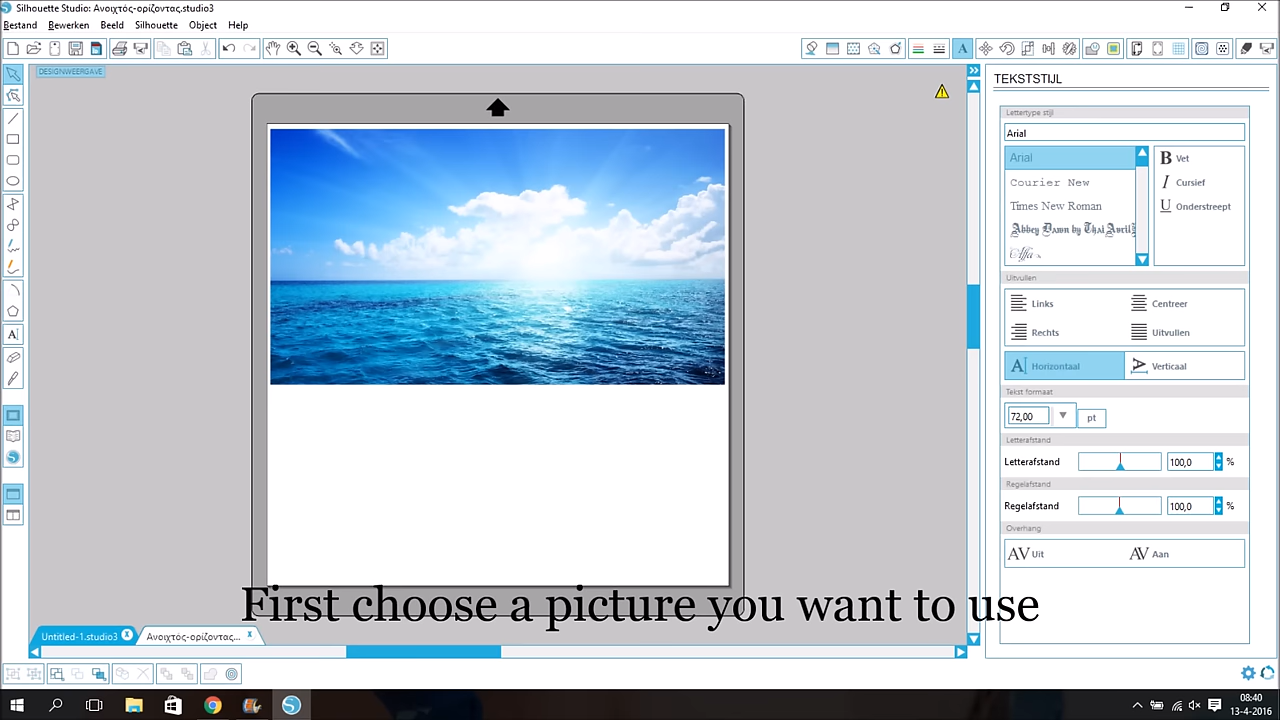 Silhouette Studio: Ανοιχτός-ορίζοντας.studio3
Bestand Bewerken Beeld Silhouette Object Help
DESIGNWEERGAVE
TEKSTSTIJL
Lettertype stijl
Arial
Arial
Courier New
Times New Roman
Abbey Dawn by Thai Avril
Alfa
B Vet
I Cursief
U Onderstreept
Uitvullen
Links Centreer
Rechts Uitvullen
Horizontaal Verticaal
Tekst formaat
72,00 pt
Letterafstand
Letterafstand 100,0 %
Regelafstand
Regelafstand 100,0 %
Overhang
AV Uit AV Aan
First choose a picture you want to use
Untitled-1.studio3 Ανοιχτός-ορίζοντας...
08:40
13-4-2016